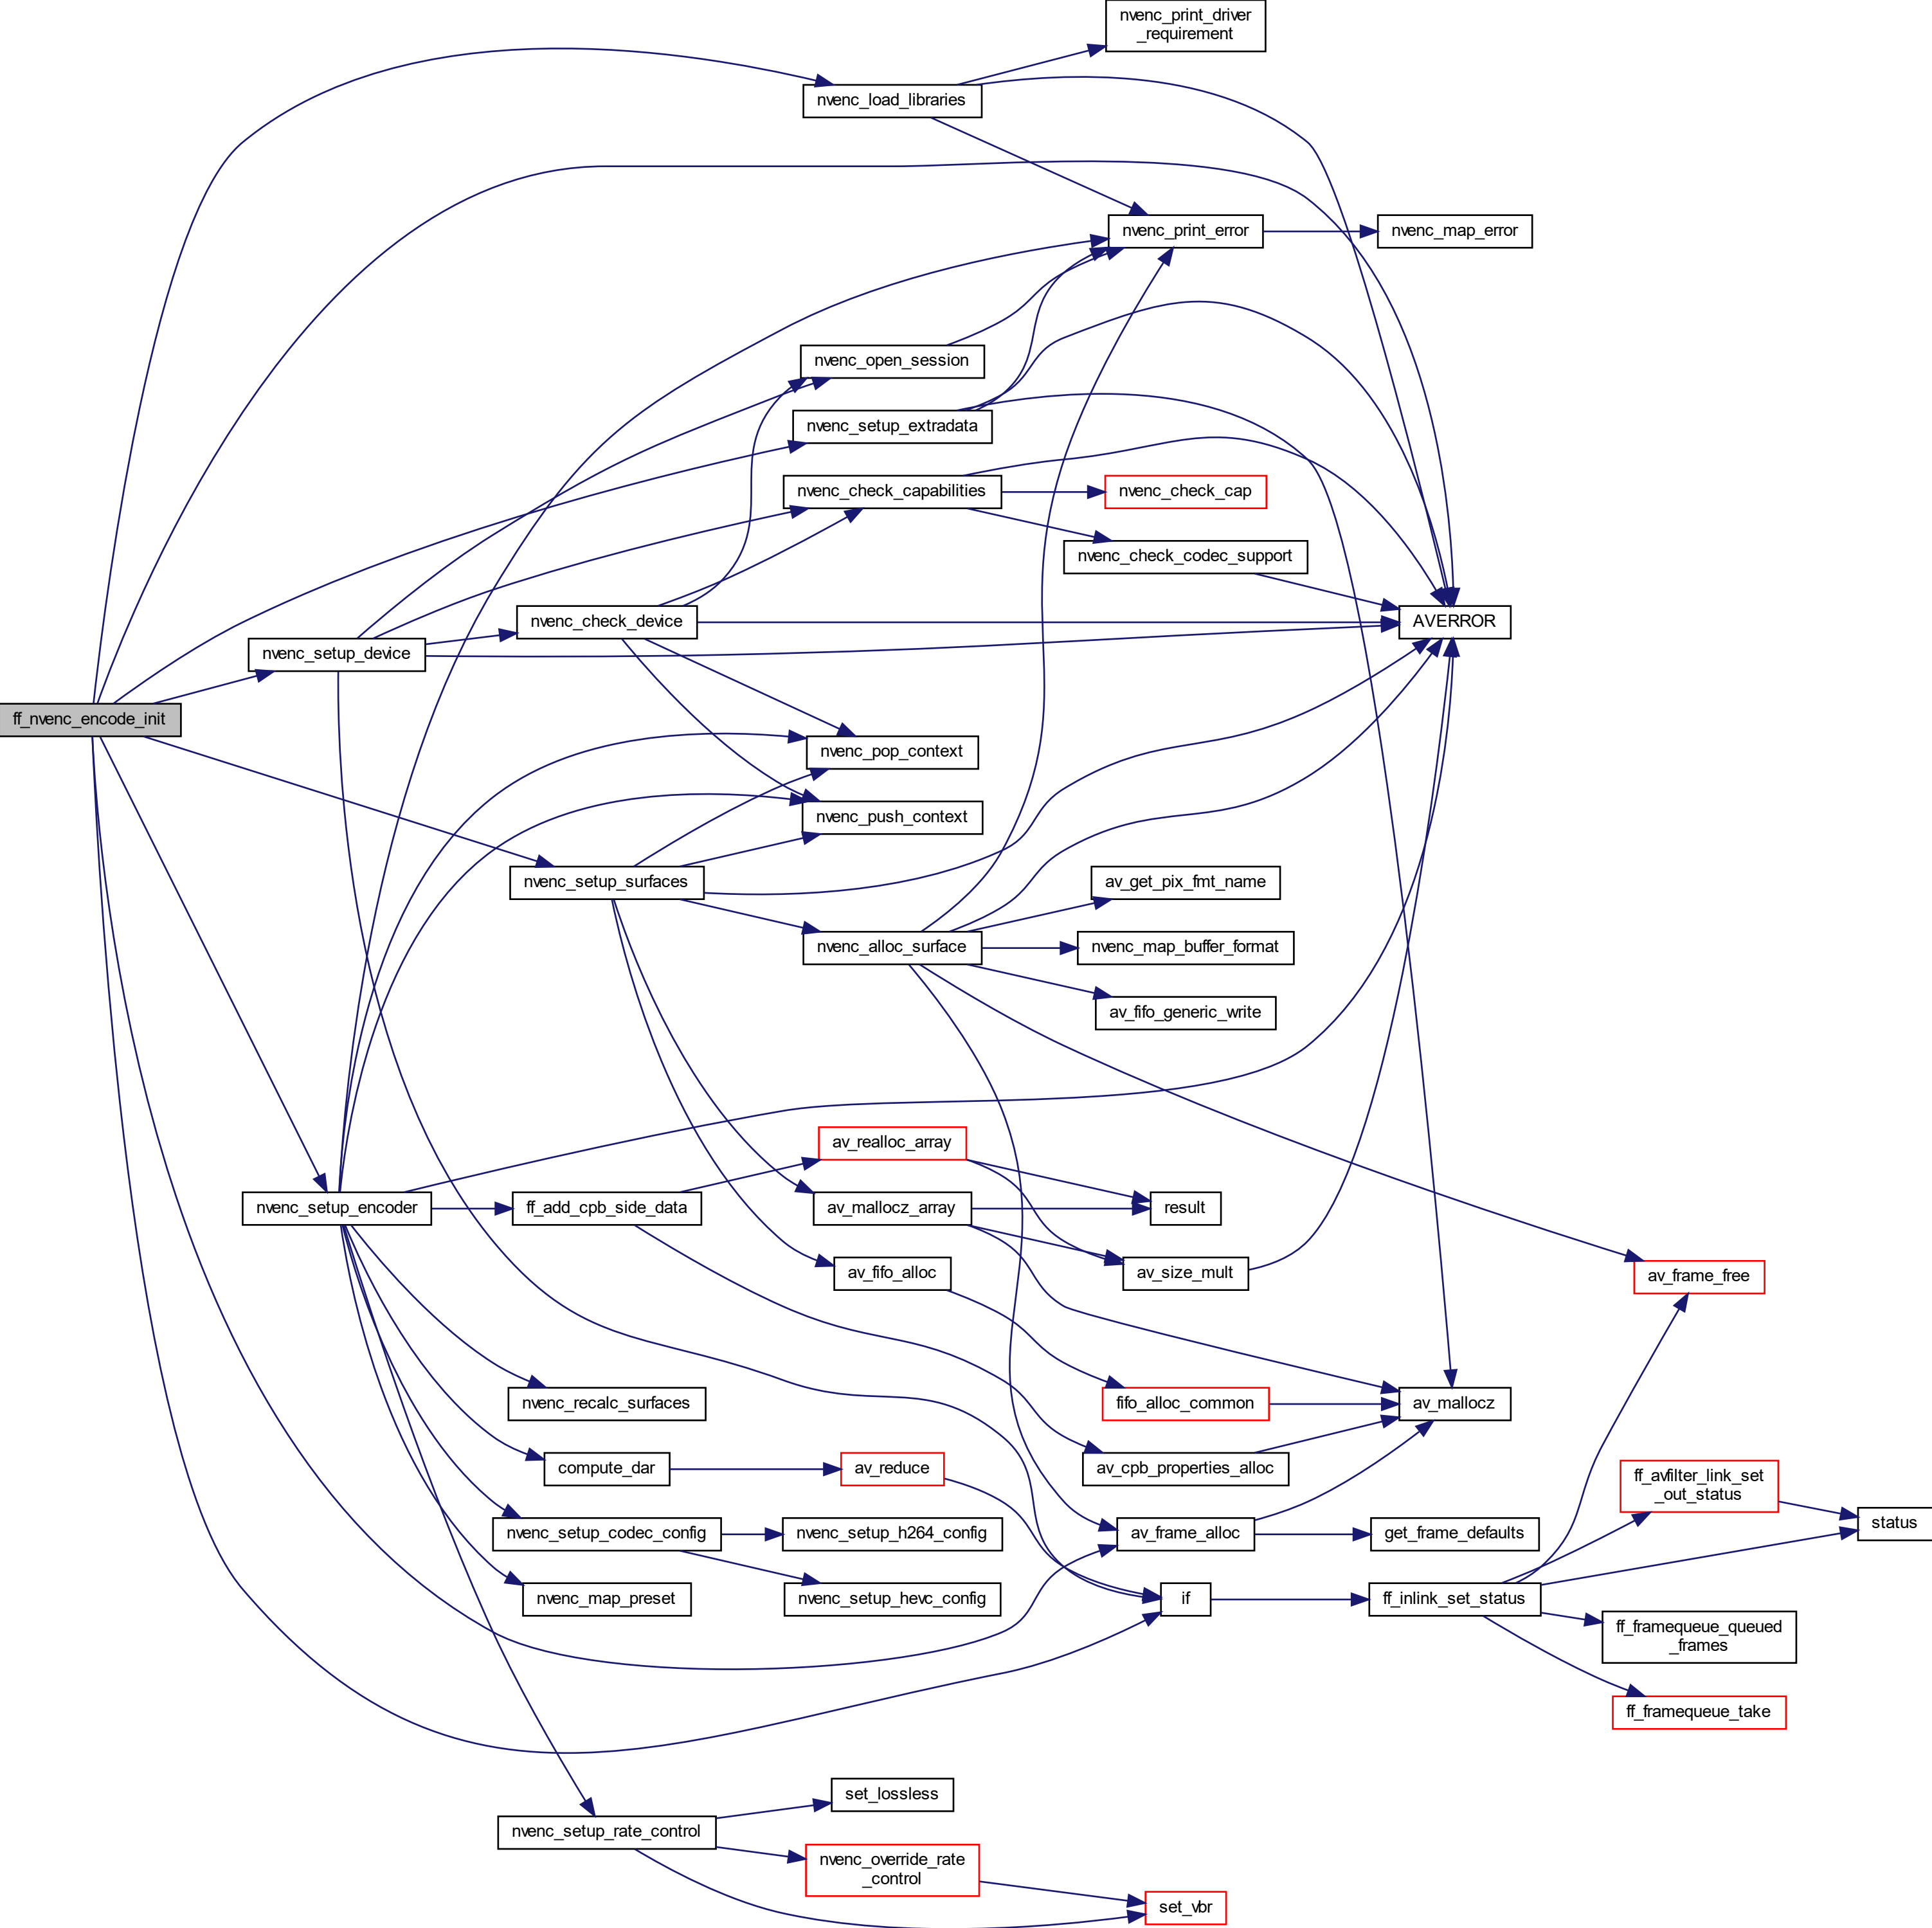 nvenc_print_driver
_requirement
nvenc_load_libraries
nvenc_print_error
nvenc_map_error
nvenc_open_session
nvenc_setup_extradata
nvenc_check_capabilities
nvenc_check_cap
nvenc_check_codec_support
nvenc_check_device
AVERROR
nvenc_setup_device
ff_nvenc_encode_init
nvenc_pop_context
nvenc_push_context
nvenc_setup_surfaces
av_get_pix_fmt_name
nvenc_alloc_surface
nvenc_map_buffer_format
av_fifo_generic_write
av_realloc_array
nvenc_setup_encoder
ff_add_cpb_side_data
av_mallocz_array
result
av_fifo_alloc
av_size_mult
av_frame_free
nvenc_recalc_surfaces
fifo_alloc_common
av_mallocz
compute_dar
av_reduce
av_cpb_properties_alloc
ff_avfilter_link_set
_out_status
nvenc_setup_codec_config
nvenc_setup_h264_config
av_frame_alloc
get_frame_defaults
status
nvenc_map_preset
nvenc_setup_hevc_config
if
ff_inlink_set_status
ff_framequeue_queued
_frames
ff_framequeue_take
set_lossless
nvenc_setup_rate_control
nvenc_override_rate
_control
set_vbr